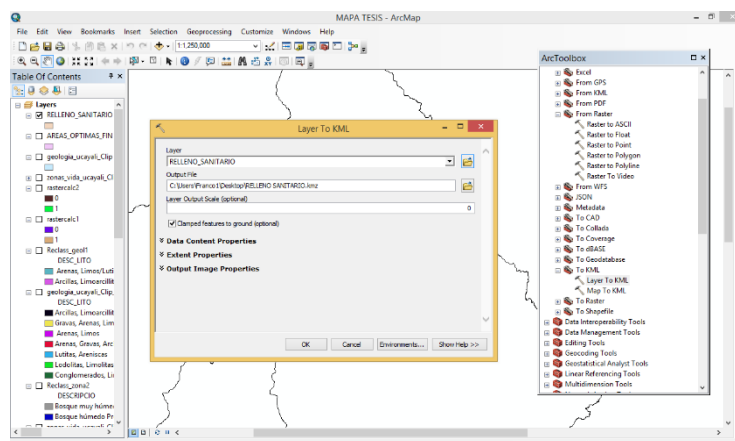 MAPA TESIS - ArcMap
File Edit View Bookmarks Insert Selection Geoprocessing Customize Windows Help
1:1,250,000
Table Of Contents
Layers
RELLENO_SANITARIO
AREAS_OPTIMAS_FIN
geologia_ucayali_Clip
zonas_vida_ucayali_Cl
rastercalc2
0
1
rastercalc1
0
1
Reclass_geol1
DESC_LITO
Arenas, Limos/Luti
Arcillas, Limoarcillit
geologia_ucayali_Clip_
DESC_LITO
Arcillas, Limoarcillit
Gravas, Arenas, Lim
Arenas, Limos
Arenas, Gravas, Arc
Lutitas, Areniscas
Lodolitas, Limolitas
Conglomerados, Li
Reclass_zona2
DESCRIPCIO
Bosque muy húme
Bosque húmedo Pr
Layer To KML
Layer
RELLENO_SANITARIO
Output File
C:\Users\Franco1\Desktop\RELLENO SANITARIO.kmz
Layer Output Scale (optional)
0
Clamped features to ground (optional)
Data Content Properties
Extent Properties
Output Image Properties
OK Cancel Environments... Show Help >>
ArcToolbox
Excel
From GPS
From KML
From PDF
From Raster
Raster to ASCII
Raster to Float
Raster to Point
Raster to Polygon
Raster to Polyline
Raster To Video
From WFS
JSON
Metadata
To CAD
To Collada
To Coverage
To dBASE
To Geodatabase
To KML
Layer To KML
Map To KML
To Raster
To Shapefile
Data Interoperability Tools
Data Management Tools
Editing Tools
Geocoding Tools
Geostatistical Analyst Tools
Linear Referencing Tools
Multidimension Tools